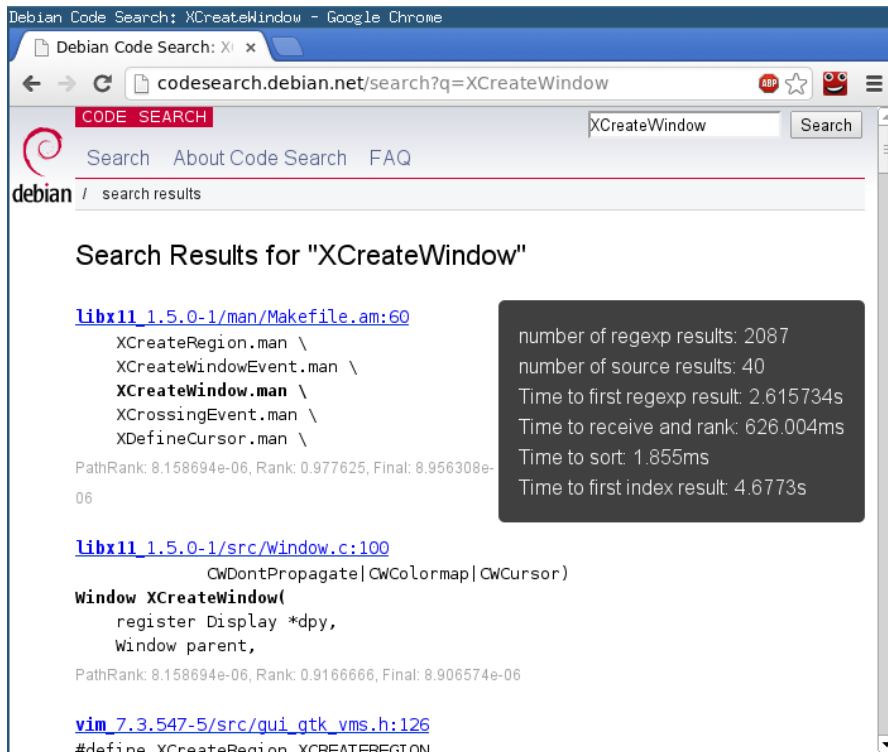 Debian Code Search: XCreateWindow - Google Chrome
Debian Code Search: X
codesearch.debian.net/search?q=XCreateWindow
ABP
CODE SEARCH
XCreateWindow
Search
Search About Code Search FAQ
debian / search results
Search Results for "XCreateWindow"
libx11_1.5.0-1/man/Makefile.am:60
XCreateRegion.man \
XCreateWindowEvent.man \
XCreateWindow.man \
XCrossingEvent.man \
XDefineCursor.man \
PathRank: 8.158694e-06, Rank: 0.977625, Final: 8.956308e-
06
number of regexp results: 2087
number of source results: 40
Time to first regexp result: 2.615734s
Time to receive and rank: 626.004ms
Time to sort: 1.855ms
Time to first index result: 4.6773s
libx11_1.5.0-1/src/Window.c:100
CWDontPropagate|CWColormap|CWCursor)
Window XCreateWindow(
register Display *dpy,
Window parent,
PathRank: 8.158694e-06, Rank: 0.9166666, Final: 8.906574e-06
vim_7.3.547-5/src/gui_gtk_vms.h:126
#define XCreateRegion XCREATEREGION